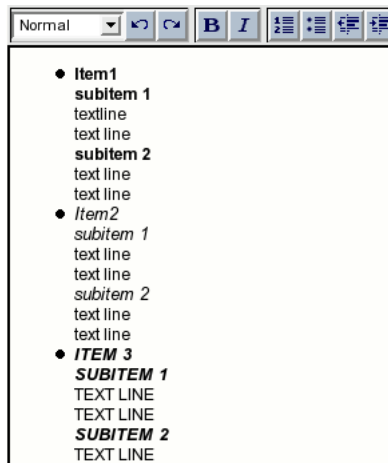 Normal
B I
Item1
subitem 1
textline
text line
subitem 2
text line
text line
Item2
subitem 1
text line
text line
subitem 2
text line
text line
ITEM 3
SUBITEM 1
TEXT LINE
TEXT LINE
SUBITEM 2
TEXT LINE